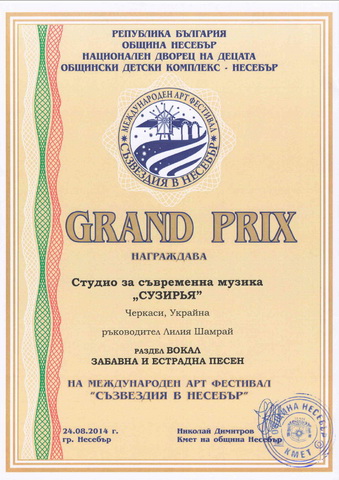 РЕПУБЛИКА БЪЛГАРИЯ
ОБЩИНА НЕСЕБЪР
НАЦИОНАЛЕН ДВОРЕЦ НА ДЕЦАТА
ОБЩИНСКИ ДЕТСКИ КОМПЛЕКС - НЕСЕБЪР
МЕЖДУНАРОДЕН АРТ ФЕСТИВАЛ
СЪЗВЕЗДИЯ В НЕСЕБЪР
GRAND PRIX
НАГРАЖДАВА
Студио за съвременна музика
„СУЗИРЬЯ”
Черкаси, Украйна
ръководител Лилия Шамрай
РАЗДЕЛ ВОКАЛ
ЗАБАВНА И ЕСТРАДНА ПЕСЕН
НА МЕЖДУНАРОДЕН АРТ ФЕСТИВАЛ
"СЪЗВЕЗДИЯ В НЕСЕБЪР"
24.08.2014 г.
гр. Несебър
Николай Димитров
Кмет на община Несебър
ОБЩИНА НЕСЕБЪР
КМЕТ